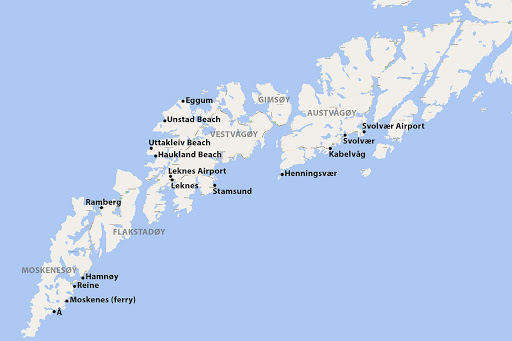 Eggum
GIMSØY
Unstad Beach
AUSTVÅGØY
Svolvær Airport
VESTVÅGØY
Svolvær
Uttakleiv Beach
Haukland Beach
Kabelvåg
Leknes Airport
Henningsvær
Leknes
Stamsund
Ramberg
FLAKSTADØY
MOSKENESØY
Hamnøy
Reine
Moskenes (ferry)
Å